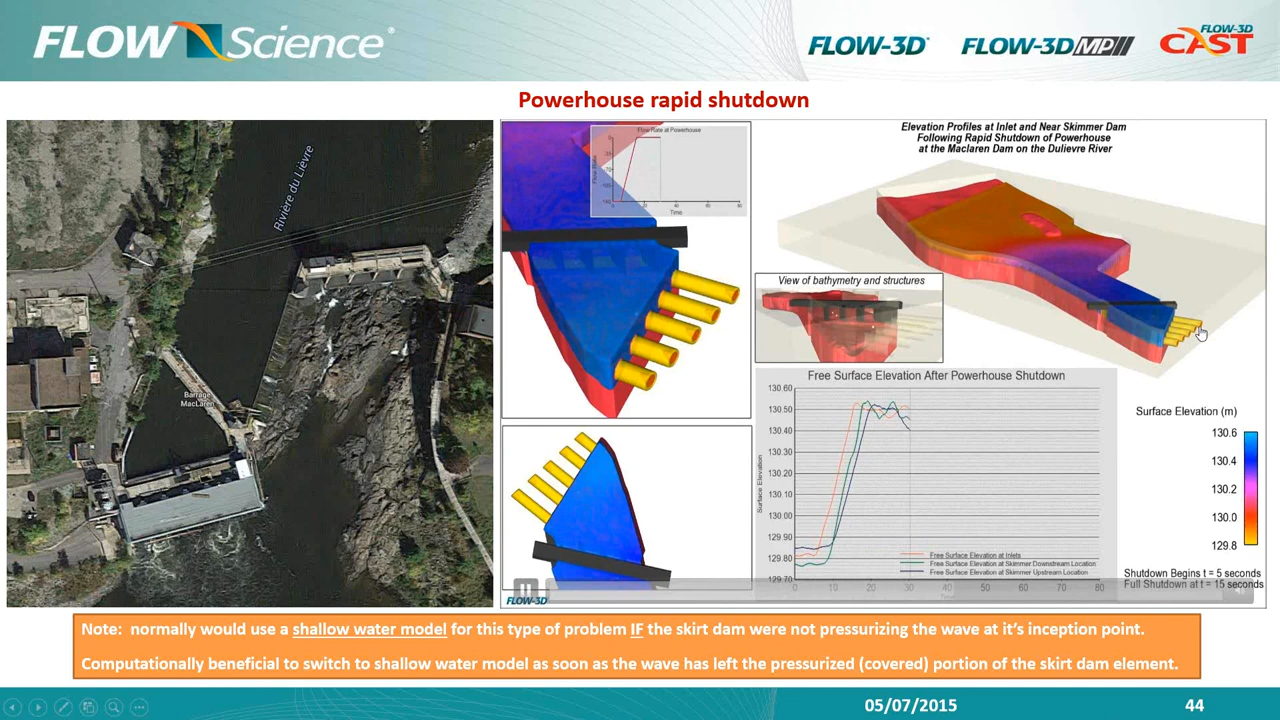 FLOW Science®
FLOW-3D®
FLOW-3D MP
FLOW-3D CAST
Powerhouse rapid shutdown
Rivière du Lièvre
Barrage
MacLaren
Flow Rate at Powerhouse
Flow Rate
0
20
40
60
80
Time
Elevation Profiles at Inlet and Near Skimmer Dam
Following Rapid Shutdown of Powerhouse
at the Maclaren Dam on the Dulievre River
View of bathymetry and structures
Free Surface Elevation After Powerhouse Shutdown
130.60
130.50
130.40
130.30
130.20
130.10
130.00
129.90
129.80
129.70
Surface Elevation
0 10 20 30 40 50 60 70 80
Free Surface Elevation at Inlets
Free Surface Elevation at Skimmer Downstream Location
Free Surface Elevation at Skimmer Upstream Location
Surface Elevation (m)
130.6
130.4
130.2
130.0
129.8
Shutdown Begins t = 5 seconds
Full Shutdown at t = 15 seconds
FLOW-3D
Note: normally would use a shallow water model for this type of problem IF the skirt dam were not pressurizing the wave at it's inception point.
Computationally beneficial to switch to shallow water model as soon as the wave has left the pressurized (covered) portion of the skirt dam element.
05/07/2015
44